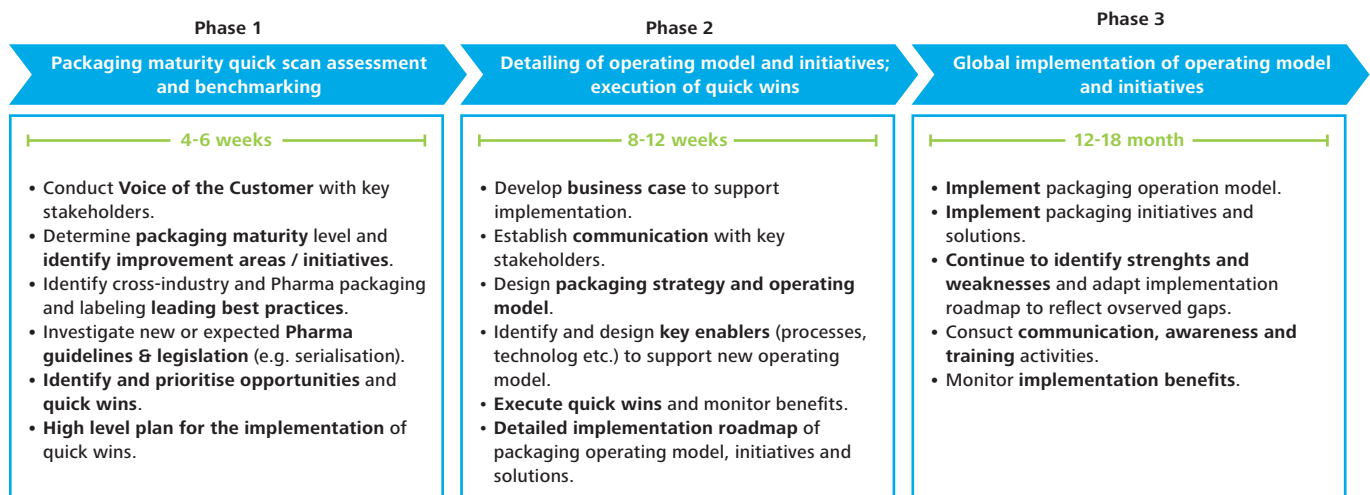 Phase 1
Packaging maturity quick scan assessment
and benchmarking
4-6 weeks
• Conduct Voice of the Customer with key
stakeholders.
• Determine packaging maturity level and
identify improvement areas / initiatives.
• Identify cross-industry and Pharma packaging
and labeling leading best practices.
• Investigate new or expected Pharma
guidelines & legislation (e.g. serialisation).
• Identify and prioritise opportunities and
quick wins.
• High level plan for the implementation of
quick wins.
Phase 2
Detailing of operating model and initiatives;
execution of quick wins
8-12 weeks
• Develop business case to support
implementation.
• Establish communication with key
stakeholders.
• Design packaging strategy and operating
model.
• Identify and design key enablers (processes,
technolog etc.) to support new operating
model.
• Execute quick wins and monitor benefits.
• Detailed implementation roadmap of
packaging operating model, initiatives and
solutions.
Phase 3
Global implementation of operating model
and initiatives
12-18 month
• Implement packaging operation model.
• Implement packaging initiatives and
solutions.
• Continue to identify strenghts and
weaknesses and adapt implementation
roadmap to reflect ovserved gaps.
• Consuct communication, awareness and
training activities.
• Monitor implementation benefits.